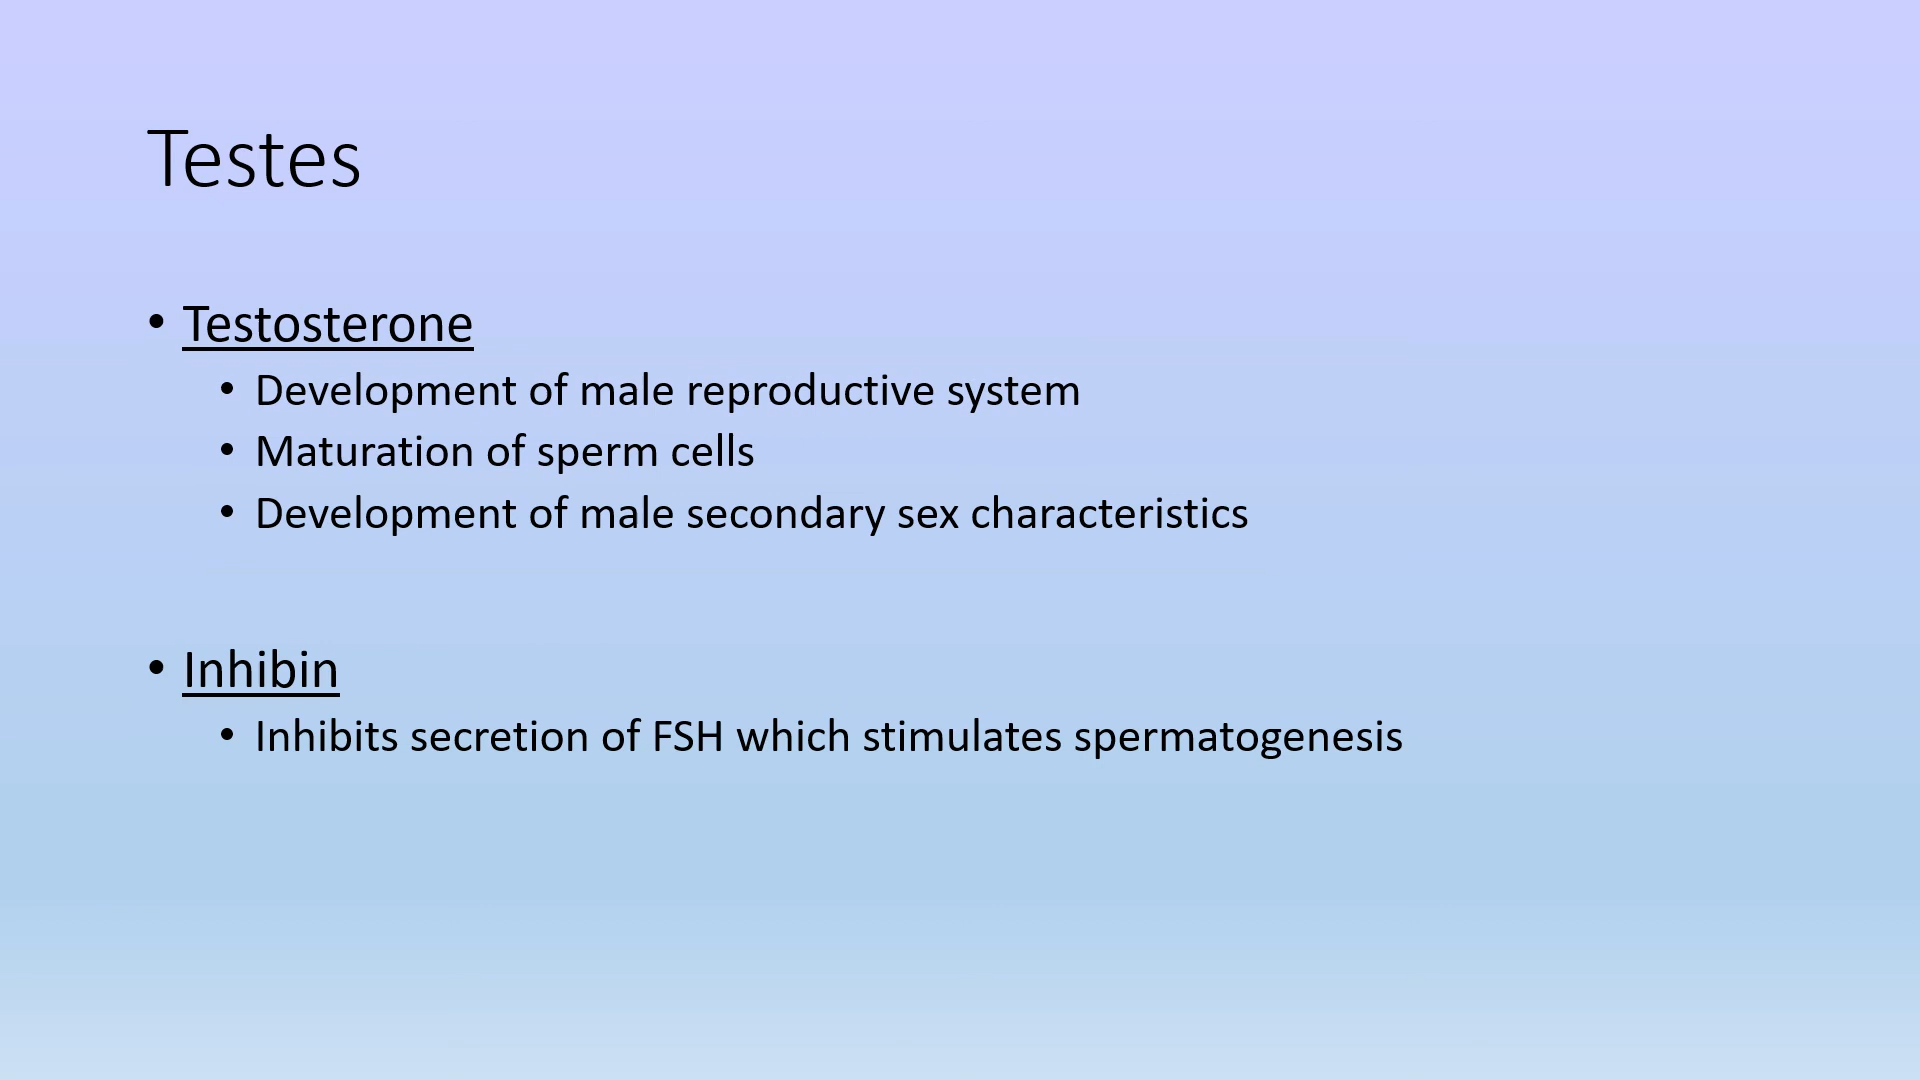 Testes
• Testosterone
• Development of male reproductive system
• Maturation of sperm cells
• Development of male secondary sex characteristics
• Inhibin
• Inhibits secretion of FSH which stimulates spermatogenesis